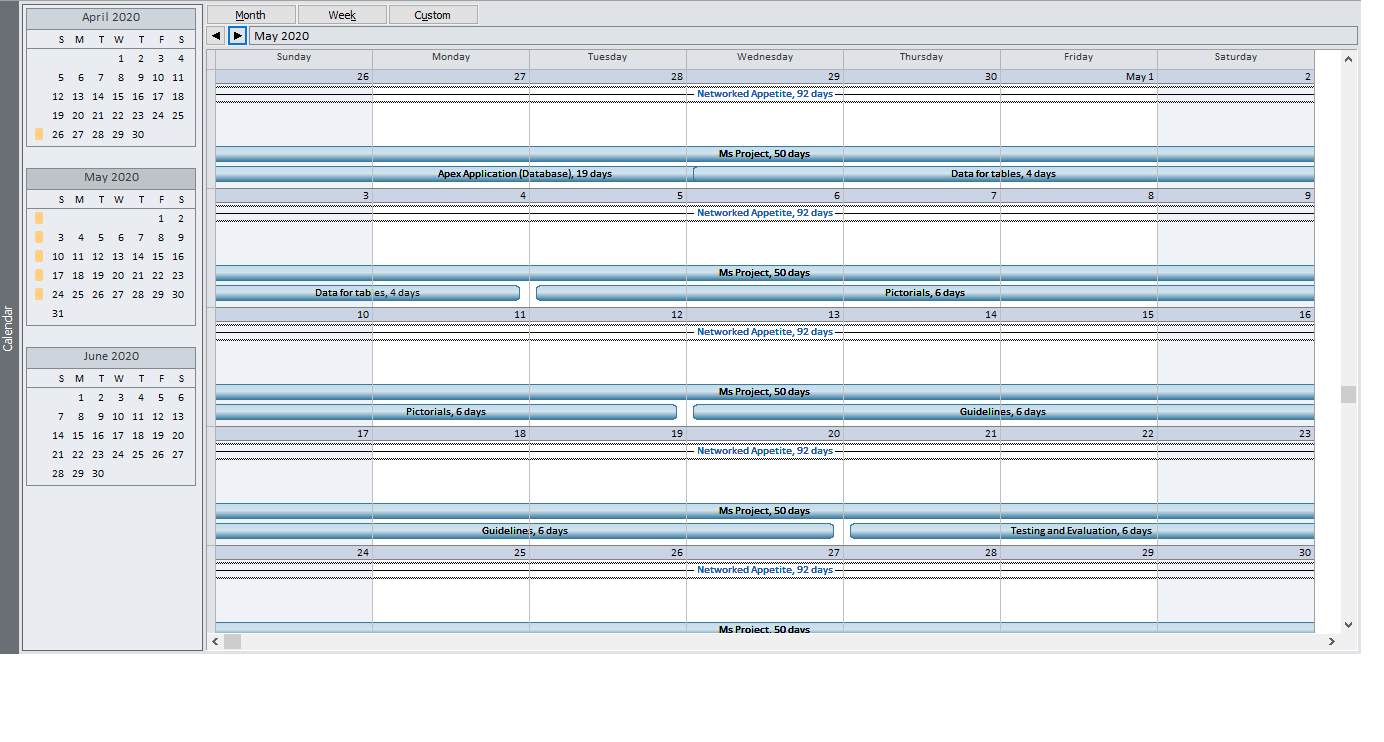 Calendar
April 2020
S M T W T F S
1 2 3 4
5 6 7 8 9 10 11
12 13 14 15 16 17 18
19 20 21 22 23 24 25
26 27 28 29 30
May 2020
S M T W T F S
1 2
3 4 5 6 7 8 9
10 11 12 13 14 15 16
17 18 19 20 21 22 23
24 25 26 27 28 29 30
31
June 2020
S M T W T F S
1 2 3 4 5 6
7 8 9 10 11 12 13
14 15 16 17 18 19 20
21 22 23 24 25 26 27
28 29 30
Month Week Custom
May 2020
Sunday Monday Tuesday Wednesday Thursday Friday Saturday
26 27 28 29 30 May 1 2
Networked Appetite, 92 days
Ms Project, 50 days
Apex Application (Database), 19 days Data for tables, 4 days
3 4 5 6 7 8 9
Networked Appetite, 92 days
Ms Project, 50 days
Data for tables, 4 days Pictorials, 6 days
10 11 12 13 14 15 16
Networked Appetite, 92 days
Ms Project, 50 days
Pictorials, 6 days Guidelines, 6 days
17 18 19 20 21 22 23
Networked Appetite, 92 days
Ms Project, 50 days
Guidelines, 6 days Testing and Evaluation, 6 days
24 25 26 27 28 29 30
Networked Appetite, 92 days
Ms Project, 50 days